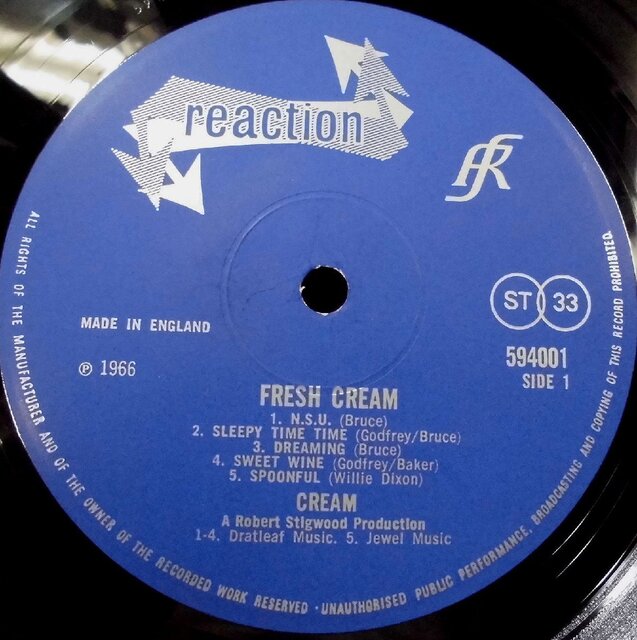 reaction
ffR
ST 33
MADE IN ENGLAND
594001
℗ 1966
SIDE 1
FRESH CREAM
1. N.S.U. (Bruce)
2. SLEEPY TIME TIME (Godfrey/Bruce)
3. DREAMING (Bruce)
4. SWEET WINE (Godfrey/Baker)
5. SPOONFUL (Willie Dixon)
CREAM
A Robert Stigwood Production
1-4. Dratleaf Music. 5. Jewel Music
ALL RIGHTS OF THE MANUFACTURER AND OF THE OWNER OF THE RECORDED WORK RESERVED · UNAUTHORISED PUBLIC PERFORMANCE, BROADCASTING AND COPYING OF THIS RECORD PROHIBITED.